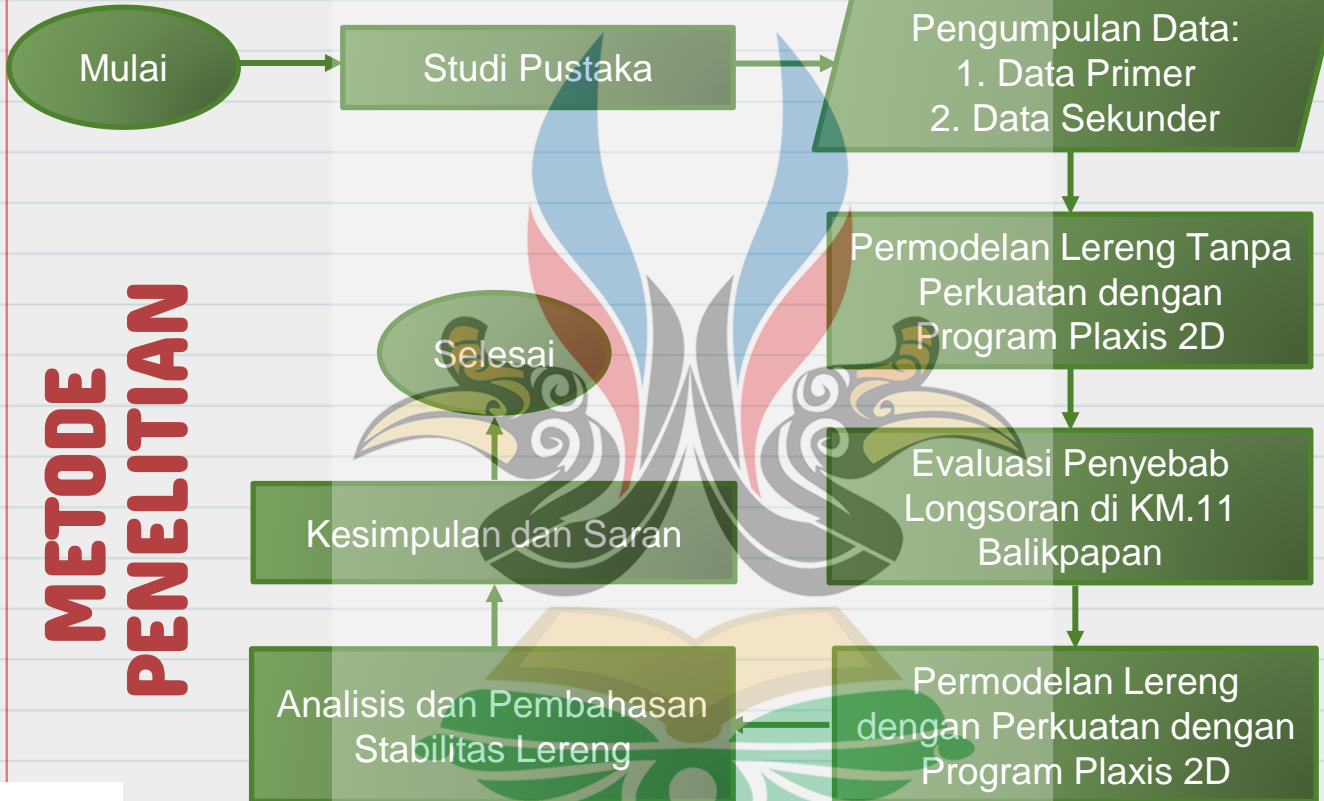 METODE
PENELITIAN
Mulai
Studi Pustaka
Pengumpulan Data:
1. Data Primer
2. Data Sekunder
Permodelan Lereng Tanpa
Perkuatan dengan
Program Plaxis 2D
Evaluasi Penyebab
Longsoran di KM.11
Balikpapan
Permodelan Lereng
dengan Perkuatan dengan
Program Plaxis 2D
Analisis dan Pembahasan
Stabilitas Lereng
Kesimpulan dan Saran
Selesai